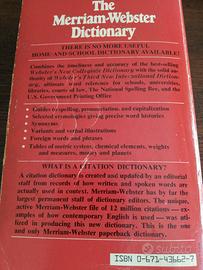 The
Merriam-Webster
Dictionary
THERE IS NO MORE USEFUL
HOME AND SCHOOL DICTIONARY AVAILABLE!
Combines the timeliness and accuracy of the best-selling
Webster's New Collegiate Dictionary with the solid au-
thority of Webster's Third New International Diction-
ary, ultimate word reference for schools, universities,
libraries, courts of law, The National Spelling Bee, and the
U.S. Government Printing Office
• Guides to spelling, pronunciation, and capitalization
• Selected etymologies giving precise word histories
• Synonyms
• Variants and verbal illustrations
• Foreign words and phrases
• Tables of metric system, chemical elements, weights
and measures, money and planets
WHAT IS A CITATION DICTIONARY?
A citation dictionary is created and updated by an editorial
staff from records of how written and spoken words are
actually used in context. Merriam-Webster has by far the
largest permanent staff of dictionary editors. The unique,
active Merriam-Webster file of 12 million citations—ex-
amples of how contemporary English is used—was uti-
lized in producing this new dictionary. This is the one
and only Merriam-Webster paperback dictionary.
ISBN 0-671-43662-7